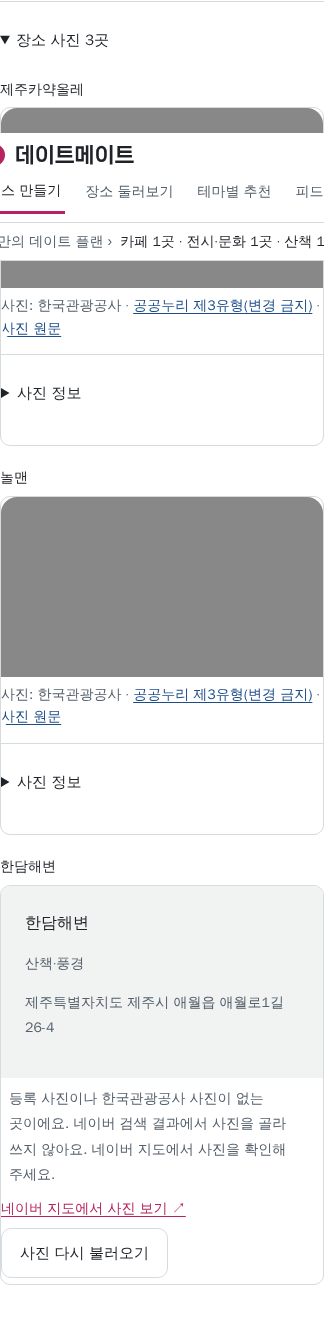 ▼ 장소 사진 3곳
제주카약올레
데이트메이트
스 만들기 장소 둘러보기 테마별 추천 피드
만의 데이트 플랜 › 카페 1곳 · 전시·문화 1곳 · 산책 1
사진: 한국관광공사 · 공공누리 제3유형(변경 금지) ·
사진 원문
▶ 사진 정보
놀맨
사진: 한국관광공사 · 공공누리 제3유형(변경 금지) ·
사진 원문
▶ 사진 정보
한담해변
한담해변
산책·풍경
제주특별자치도 제주시 애월읍 애월로1길
26-4
등록 사진이나 한국관광공사 사진이 없는
곳이에요. 네이버 검색 결과에서 사진을 골라
쓰지 않아요. 네이버 지도에서 사진을 확인해
주세요.
네이버 지도에서 사진 보기 ↗
사진 다시 불러오기